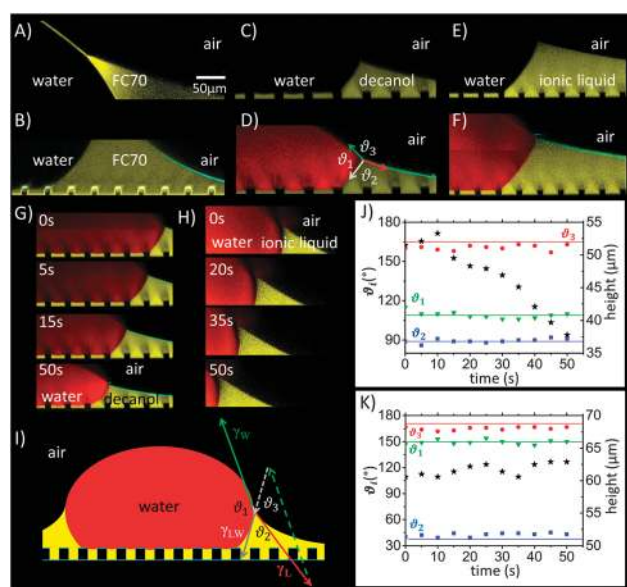 A)
air
water
FC70
50µm
B)
water
FC70
air
C)
air
water
decanol
D)
ϑ₁
ϑ₃
ϑ₂
E)
air
water
ionic liquid
F)
G)
0s
5s
15s
50s
air
water
decanol
H)
0s
air
water
ionic liquid
20s
35s
50s
I)
air
water
γW
ϑ₁
ϑ₃
γLW
ϑ₂
γL
J)
180
150
120
90
ϑi(°)
ϑ₃
ϑ₁
ϑ₂
55
50
45
40
35
height (µm)
0 10 20 30 40 50
time (s)
K)
180
150
120
90
60
30
ϑi(°)
ϑ₃
ϑ₁
ϑ₂
70
65
60
55
50
height (µm)
0 10 20 30 40 50
time (s)